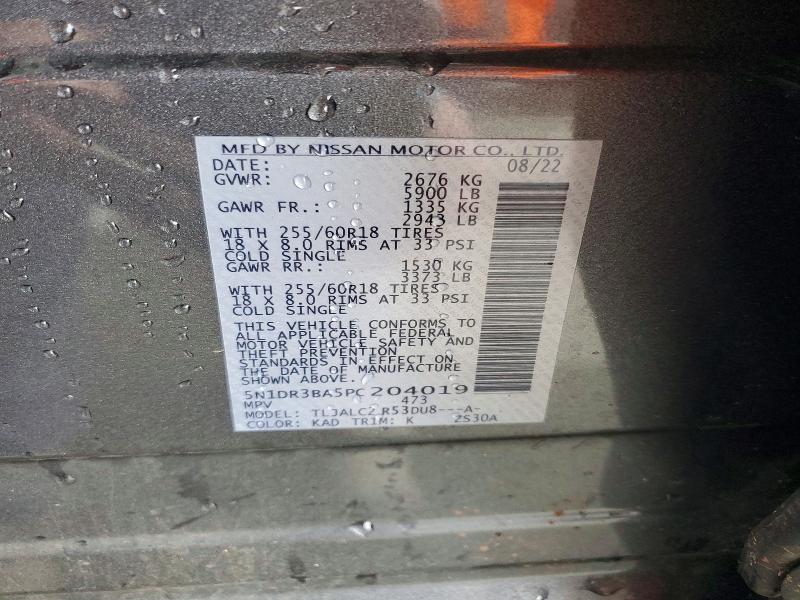 MFD BY NISSAN MOTOR CO., LTD.
DATE: 08/22
GVWR: 2676 KG
5900 LB
GAWR FR.: 1335 KG
2943 LB
WITH 255/60R18 TIRES
18 X 8.0 RIMS AT 33 PSI
COLD SINGLE
GAWR RR.: 1530 KG
3373 LB
WITH 255/60R18 TIRES
18 X 8.0 RIMS AT 33 PSI
COLD SINGLE
THIS VEHICLE CONFORMS TO
ALL APPLICABLE FEDERAL
MOTOR VEHICLE SAFETY AND
THEFT PREVENTION
STANDARDS IN EFFECT ON
THE DATE OF MANUFACTURE
SHOWN ABOVE.
5N1DR3BA5PC204019
MPV 473
MODEL: TLJALCZ R53DU8---A-
COLOR: KAD TRIM: K ZS30A